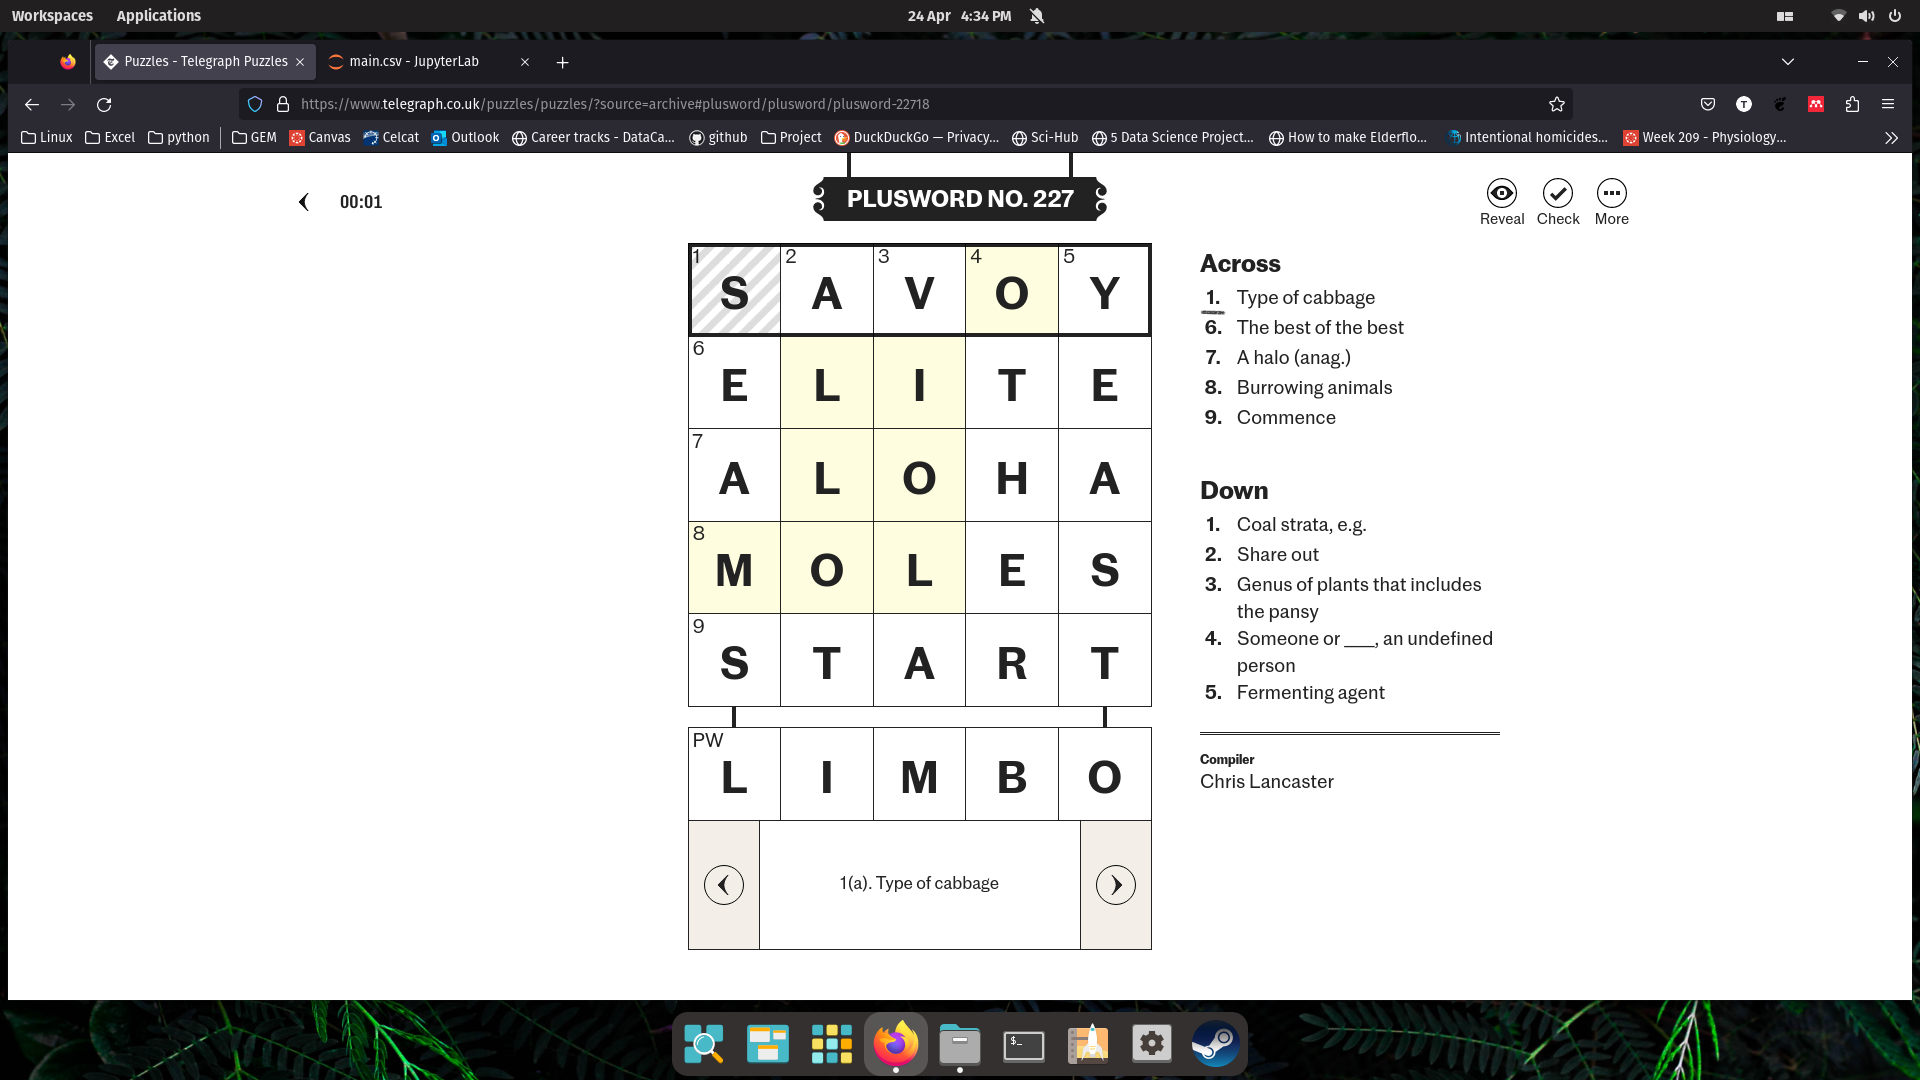 Workspaces Applications 24 Apr 4:34 PM
Puzzles - Telegraph Puzzles main.csv - JupyterLab
https://www.telegraph.co.uk/puzzles/puzzles/?source=archive#plusword/plusword/plusword-22718
Linux Excel python GEM Canvas Celcat Outlook Career tracks - DataCa... github Project DuckDuckGo — Privacy... Sci-Hub 5 Data Science Project... How to make Elderflo... Intentional homicides... Week 209 - Physiology...
00:01
PLUSWORD NO. 227
Reveal Check More
1 S 2 A 3 V 4 O 5 Y
6 E L I T E
7 A L O H A
8 M O L E S
9 S T A R T
PW L I M B O
1(a). Type of cabbage
Across
1. Type of cabbage
6. The best of the best
7. A halo (anag.)
8. Burrowing animals
9. Commence
Down
1. Coal strata, e.g.
2. Share out
3. Genus of plants that includes
the pansy
4. Someone or ___, an undefined
person
5. Fermenting agent
Compiler
Chris Lancaster
$_